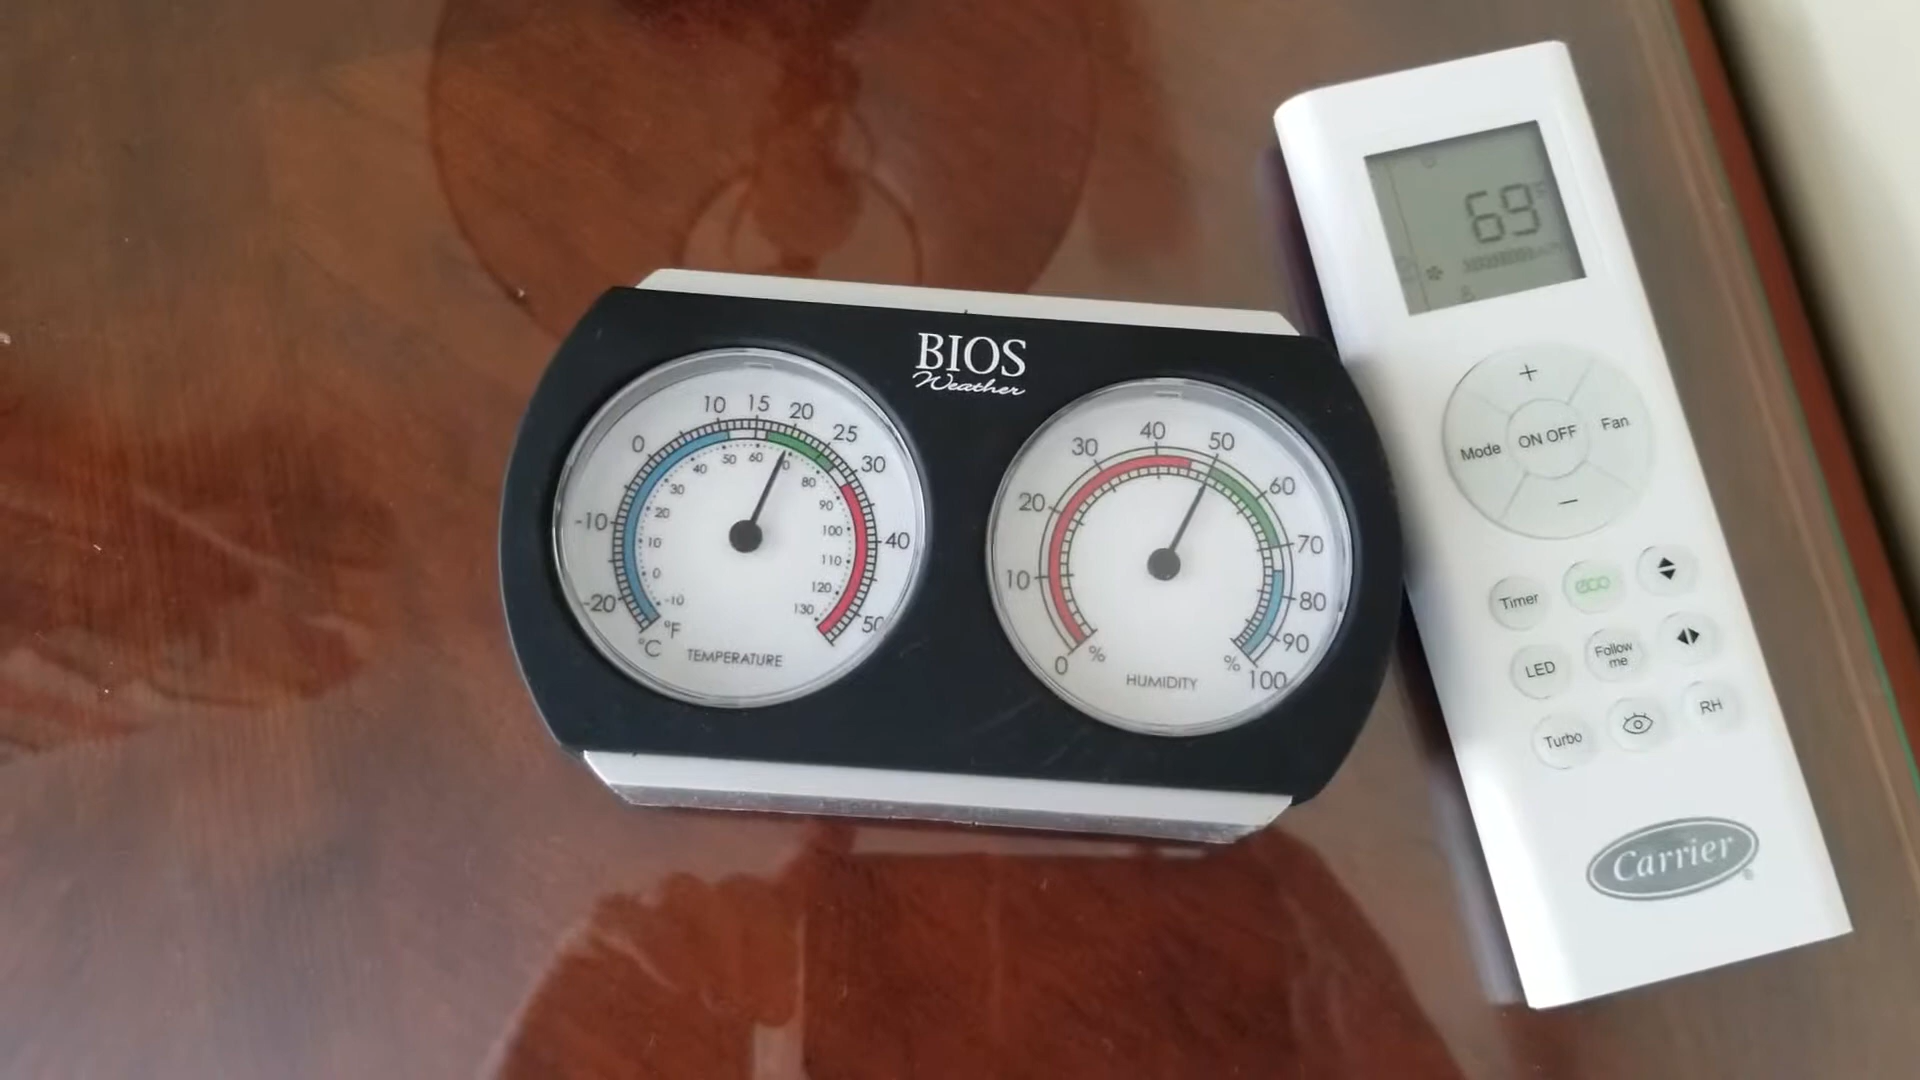 BIOS
Weather
-20
-10
0
10
15
20
25
30
40
50
°C
-10
0
10
20
30
40
50
60
80
90
100
110
120
130
°F
TEMPERATURE
0
10
20
30
40
50
60
70
80
90
100
%
%
HUMIDITY
69
°F
+
Mode
ON OFF
Fan
−
Timer
eco
LED
Follow
me
Turbo
RH
Carrier
®